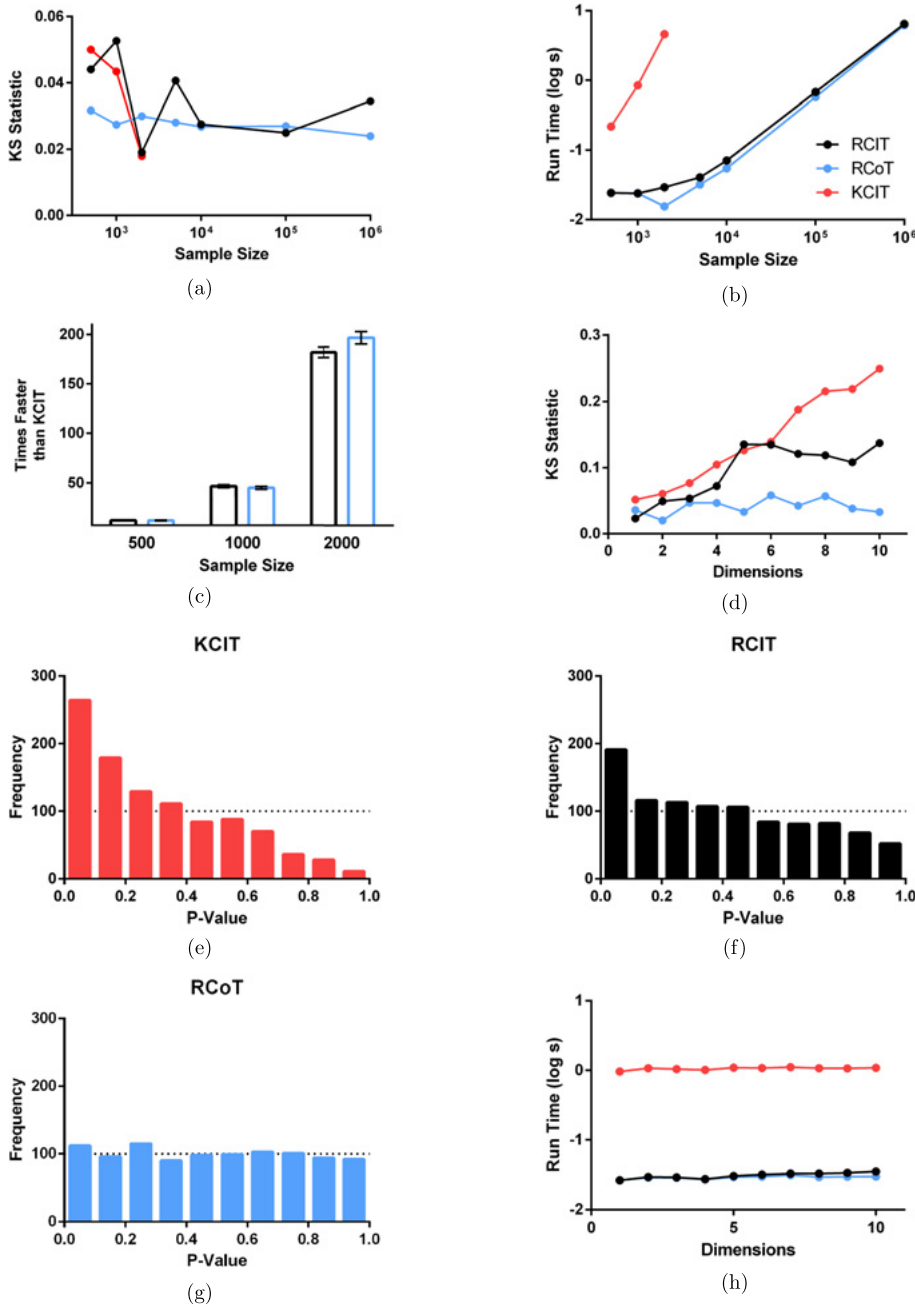 0.06
0.04
0.02
0.00
KS Statistic
10³ 10⁴ 10⁵ 10⁶
Sample Size
(a)
1
0
-1
-2
Run Time (log s)
RCIT
RCoT
KCIT
10³ 10⁴ 10⁵ 10⁶
Sample Size
(b)
200
150
100
50
Times Faster
than KCIT
500 1000 2000
Sample Size
(c)
0.3
0.2
0.1
0.0
KS Statistic
0 2 4 6 8 10
Dimensions
(d)
KCIT
300
200
100
0
Frequency
0.0 0.2 0.4 0.6 0.8 1.0
P-Value
(e)
RCIT
300
200
100
0
Frequency
0.0 0.2 0.4 0.6 0.8 1.0
P-Value
(f)
RCoT
300
200
100
0
Frequency
0.0 0.2 0.4 0.6 0.8 1.0
P-Value
(g)
1
0
-1
-2
Run Time (log s)
0 5 10
Dimensions
(h)